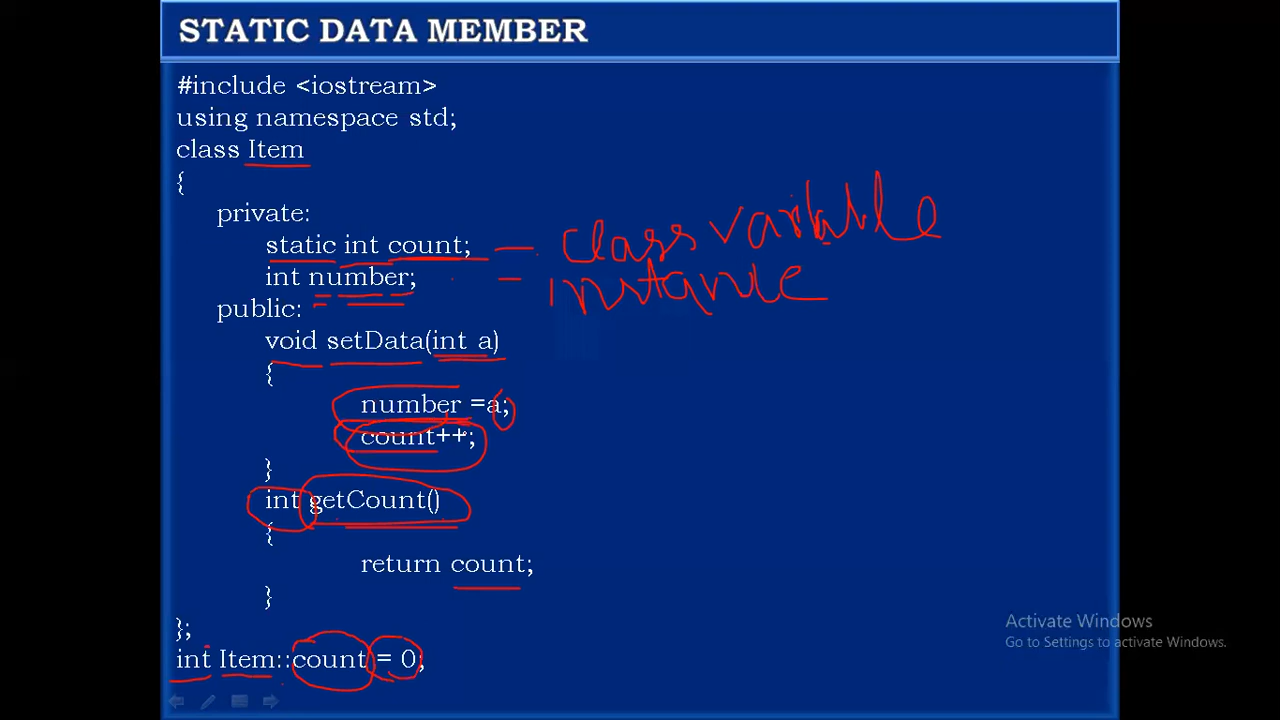 STATIC DATA MEMBER
#include <iostream>
using namespace std;
class Item
{
private:
static int count; - class variable
int number; - instance
public:
void setData(int a)
{
number =a;
count++;
}
int getCount()
{
return count;
}
};
int Item::count = 0;
Activate Windows
Go to Settings to activate Windows.